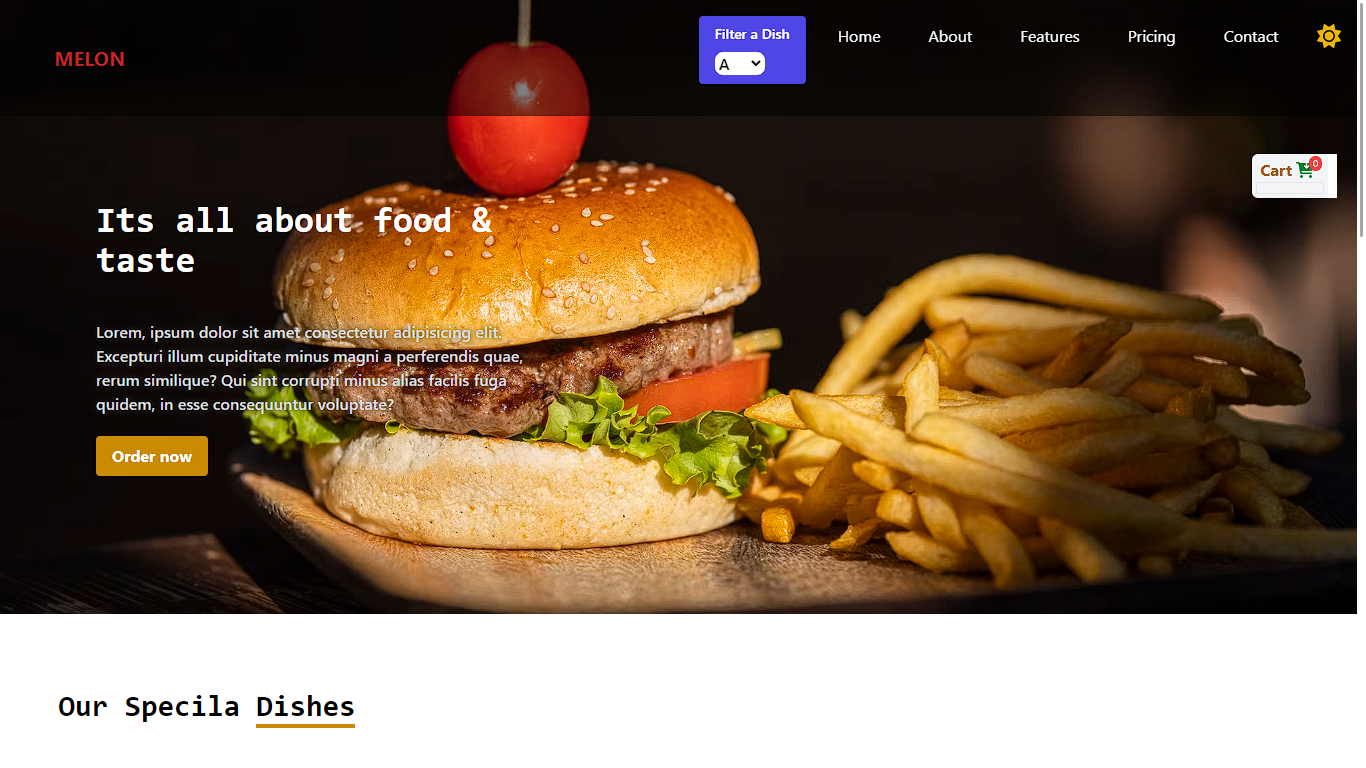 MELON
Filter a Dish
A
Home
About
Features
Pricing
Contact
Cart 0
Its all about food &
taste
Lorem, ipsum dolor sit amet consectetur adipisicing elit.
Excepturi illum cupiditate minus magni a perferendis quae,
rerum similique? Qui sint corrupti minus alias facilis fuga
quidem, in esse consequuntur voluptate?
Order now
Our Specila Dishes